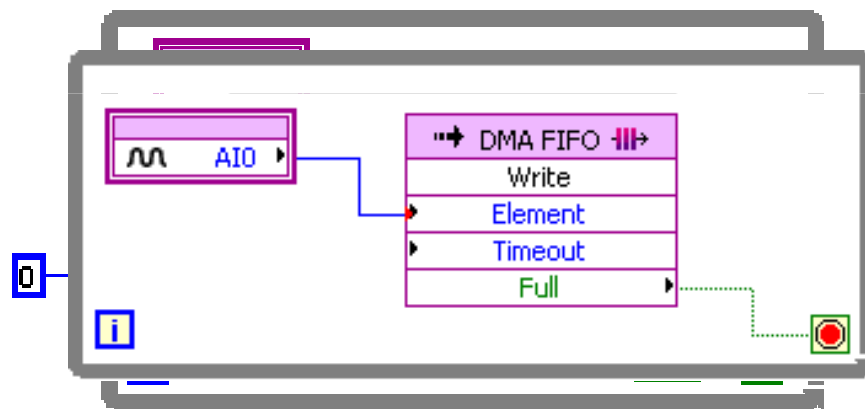 AI0
DMA FIFO
Write
Element
Timeout
Full
0
i